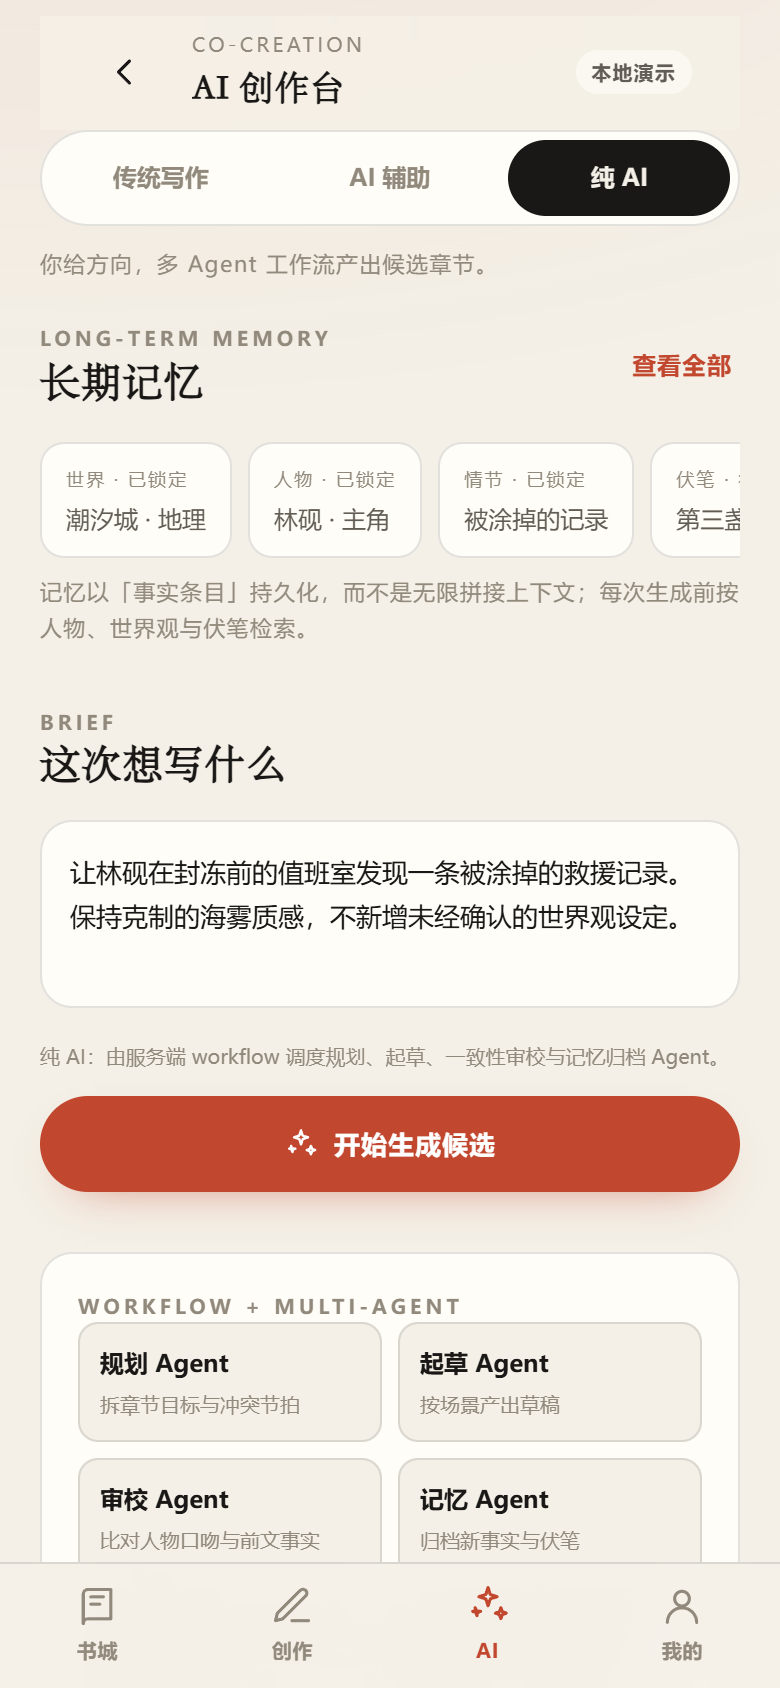 CO-CREATION
AI 创作台
本地演示
传统写作
AI 辅助
纯 AI
你给方向，多 Agent 工作流产出候选章节。
LONG-TERM MEMORY
长期记忆
查看全部
世界 · 已锁定
潮汐城 · 地理
人物 · 已锁定
林砚 · 主角
情节 · 已锁定
被涂掉的记录
伏笔 ·
第三盏
记忆以「事实条目」持久化，而不是无限拼接上下文；每次生成前按
人物、世界观与伏笔检索。
BRIEF
这次想写什么
让林砚在封冻前的值班室发现一条被涂掉的救援记录。
保持克制的海雾质感，不新增未经确认的世界观设定。
纯 AI：由服务端 workflow 调度规划、起草、一致性审校与记忆归档 Agent。
开始生成候选
WORKFLOW + MULTI-AGENT
规划 Agent
拆章节目标与冲突节拍
起草 Agent
按场景产出草稿
审校 Agent
比对人物口吻与前文事实
记忆 Agent
归档新事实与伏笔
书城
创作
AI
我的